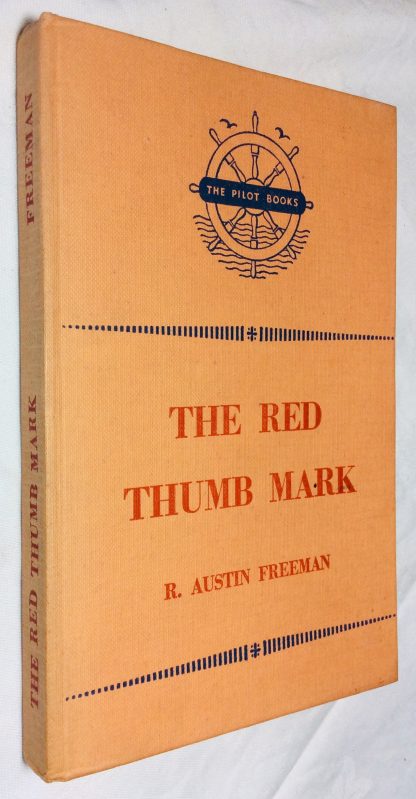 THE PILOT BOOKS
THE RED
THUMB MARK
R. AUSTIN FREEMAN
THE RED THUMB MARK FREEMAN